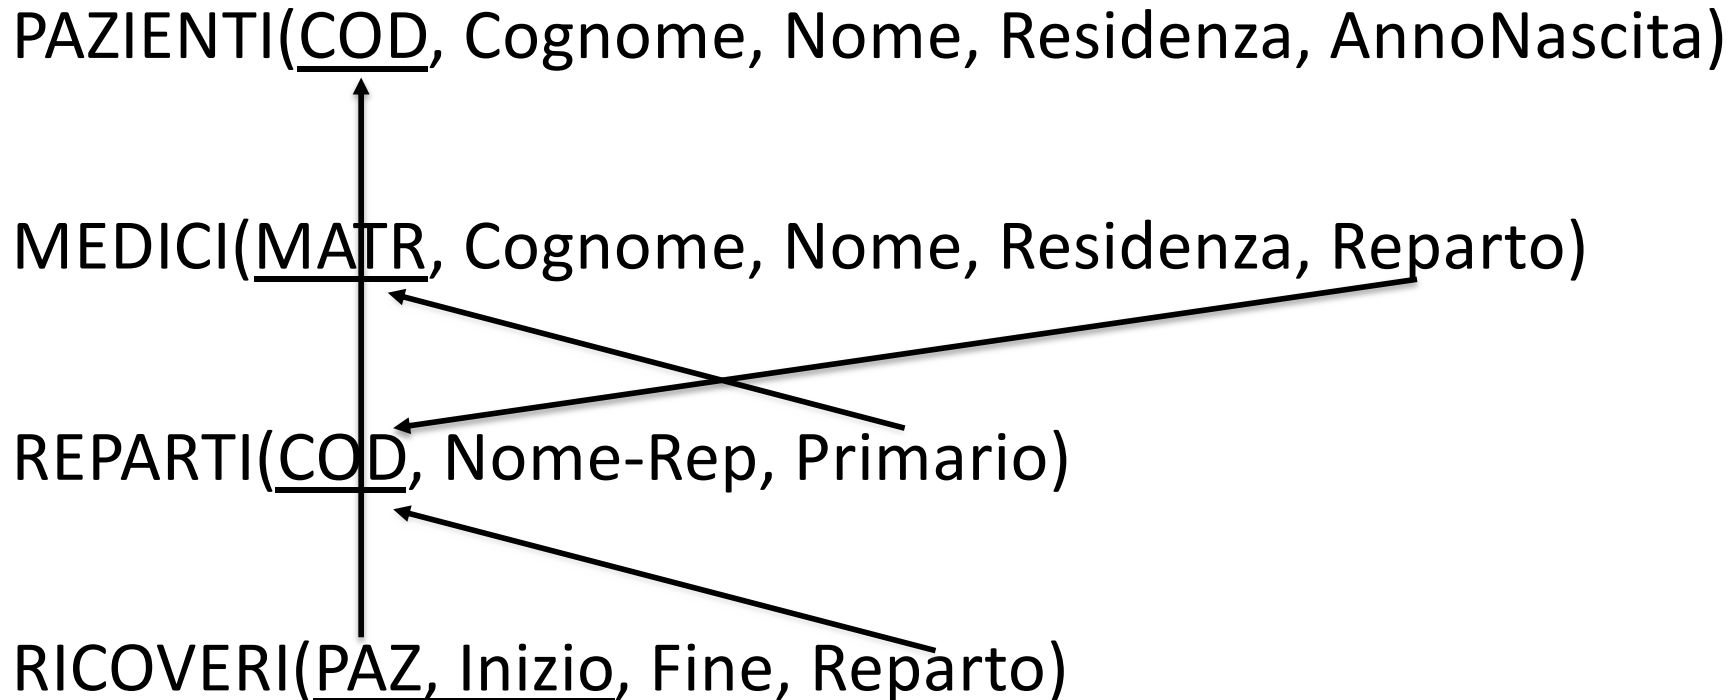 PAZIENTI(COD, Cognome, Nome, Residenza, AnnoNascita)
MEDICI(MATR, Cognome, Nome, Residenza, Reparto)
REPARTI(COD, Nome-Rep, Primario)
RICOVERI(PAZ, Inizio, Fine, Reparto)